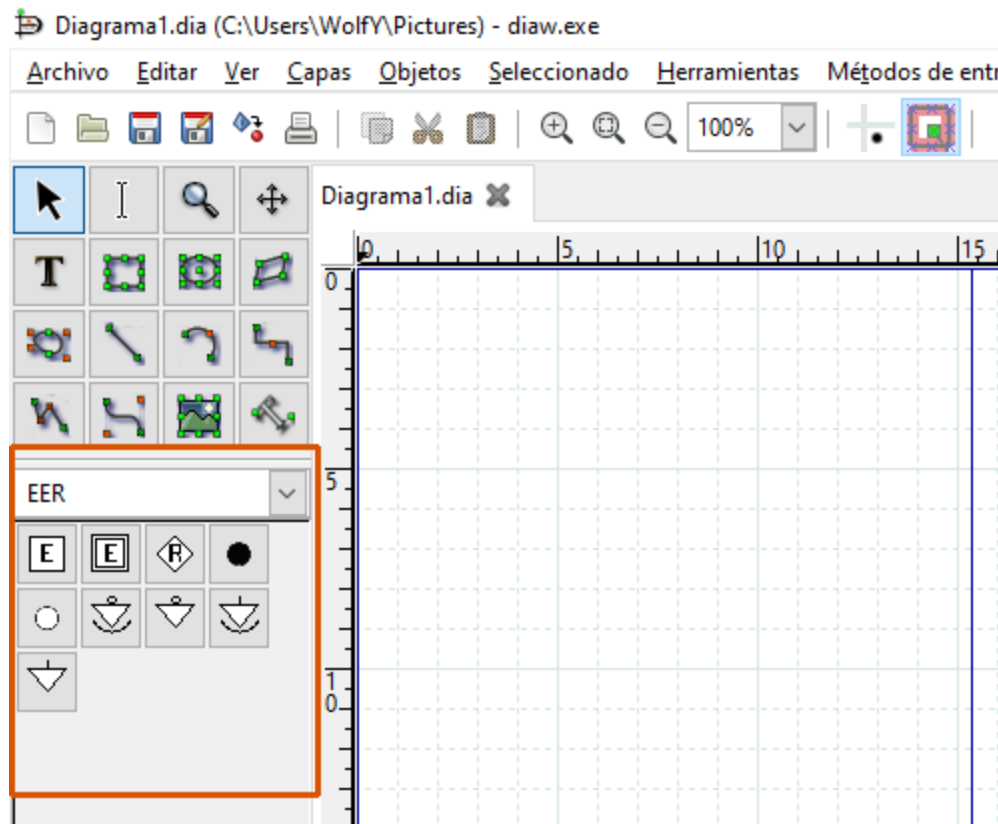 Diagrama1.dia (C:\Users\WolfY\Pictures) - diaw.exe
Archivo Editar Ver Capas Objetos Seleccionado Herramientas Métodos de entr
100%
Diagrama1.dia
T
0 5 10 15
0
5
10
EER
E E R